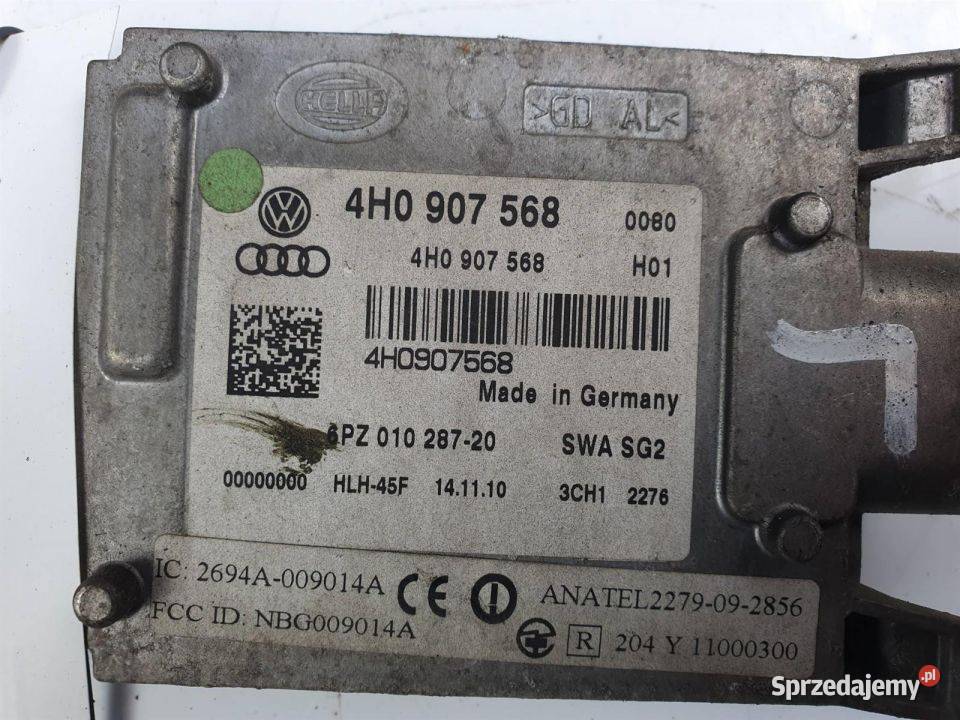 HELLA
>GD AL<
4H0 907 568 0080
4H0 907 568 H01
4H0907568
Made in Germany
6PZ 010 287-20 SWA SG2
00000000 HLH-45F 14.11.10 3CH1 2276
IC: 2694A-009014A
FCC ID: NBG009014A
ANATEL2279-09-2856
R 204 Y 11000300
L
Sprzedajemy.pl